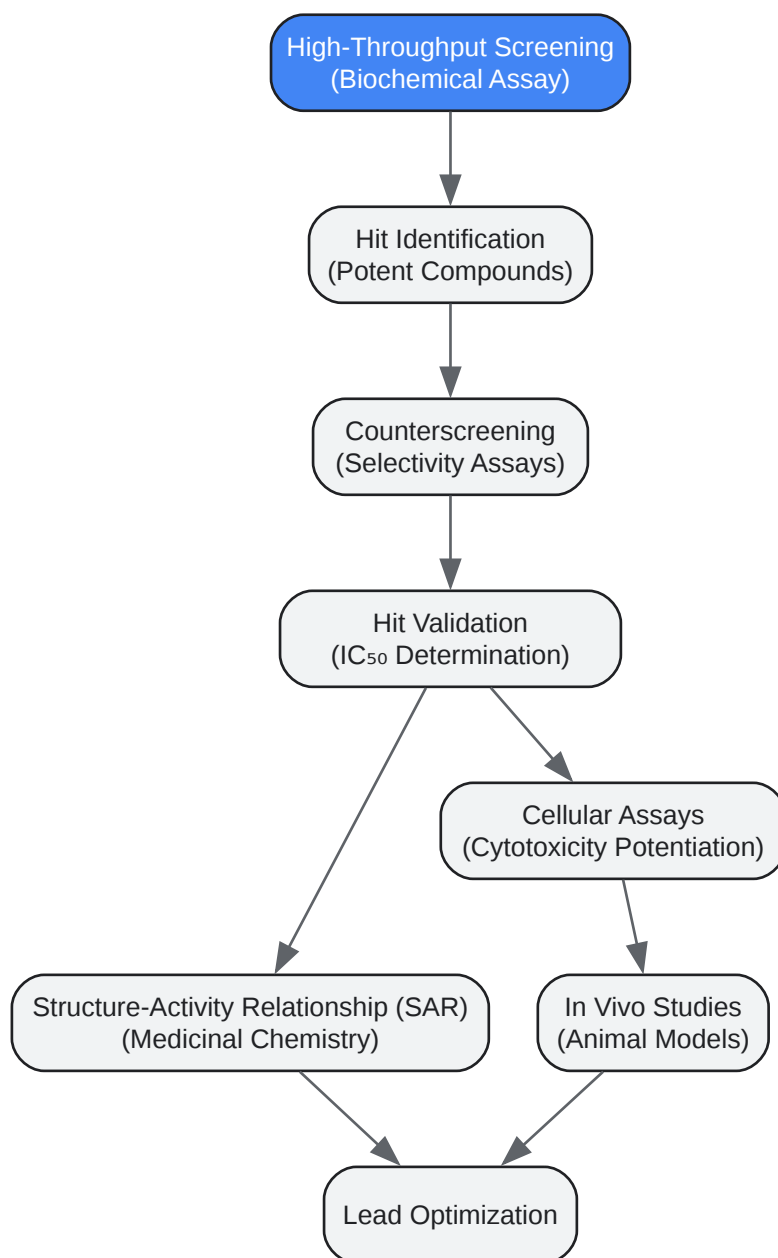 High-Throughput Screening
(Biochemical Assay)
Hit Identification
(Potent Compounds)
Counterscreening
(Selectivity Assays)
Hit Validation
(IC₅₀ Determination)
Cellular Assays
(Cytotoxicity Potentiation)
Structure-Activity Relationship (SAR)
(Medicinal Chemistry)
In Vivo Studies
(Animal Models)
Lead Optimization